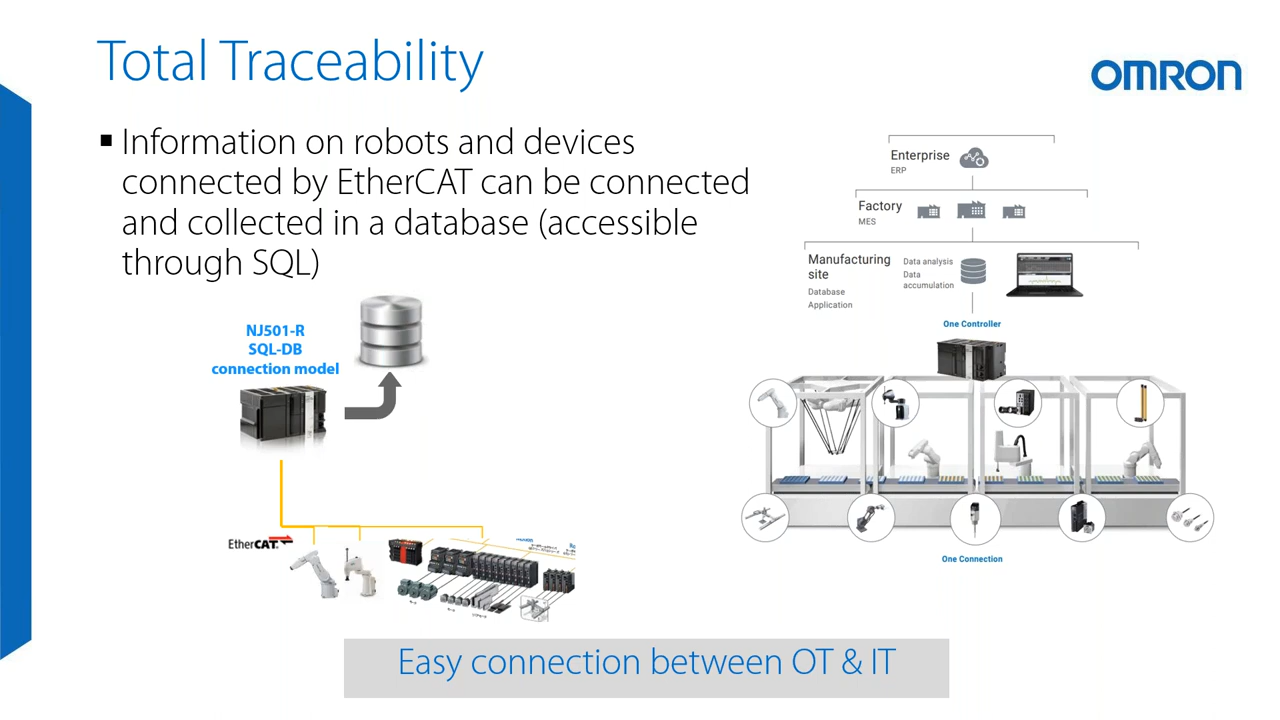 Total Traceability
OMRON
▪ Information on robots and devices
connected by EtherCAT can be connected
and collected in a database (accessible
through SQL)
NJ501-R
SQL-DB
connection model
EtherCAT
Enterprise
ERP
Factory
MES
Manufacturing
site
Database
Application
Data analysis
Data
accumulation
One Controller
One Connection
Easy connection between OT & IT